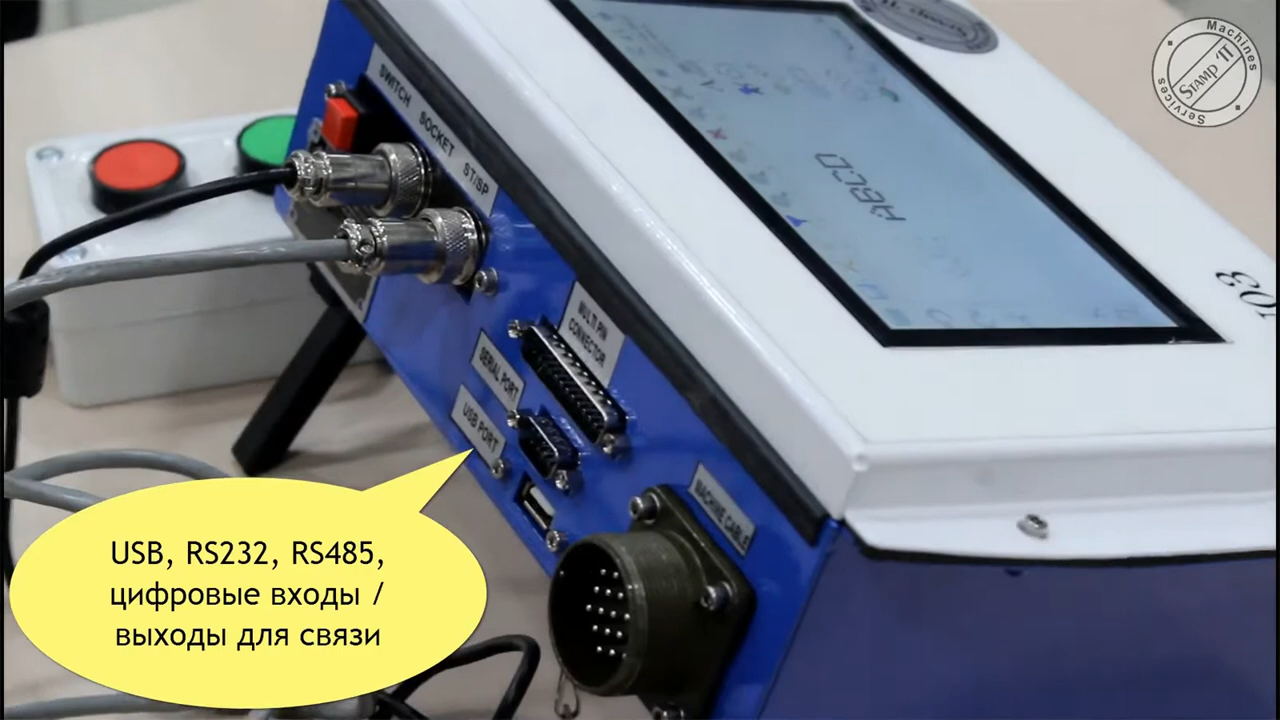 Machines
STAMP 'IT
Services
SWITCH
SOCKET
ST/SP
ABCD
103
MULTI PIN
CONNECTOR
SERIAL PORT
USB PORT
MACHINE CABLE
USB, RS232, RS485,
цифровые входы /
выходы для связи